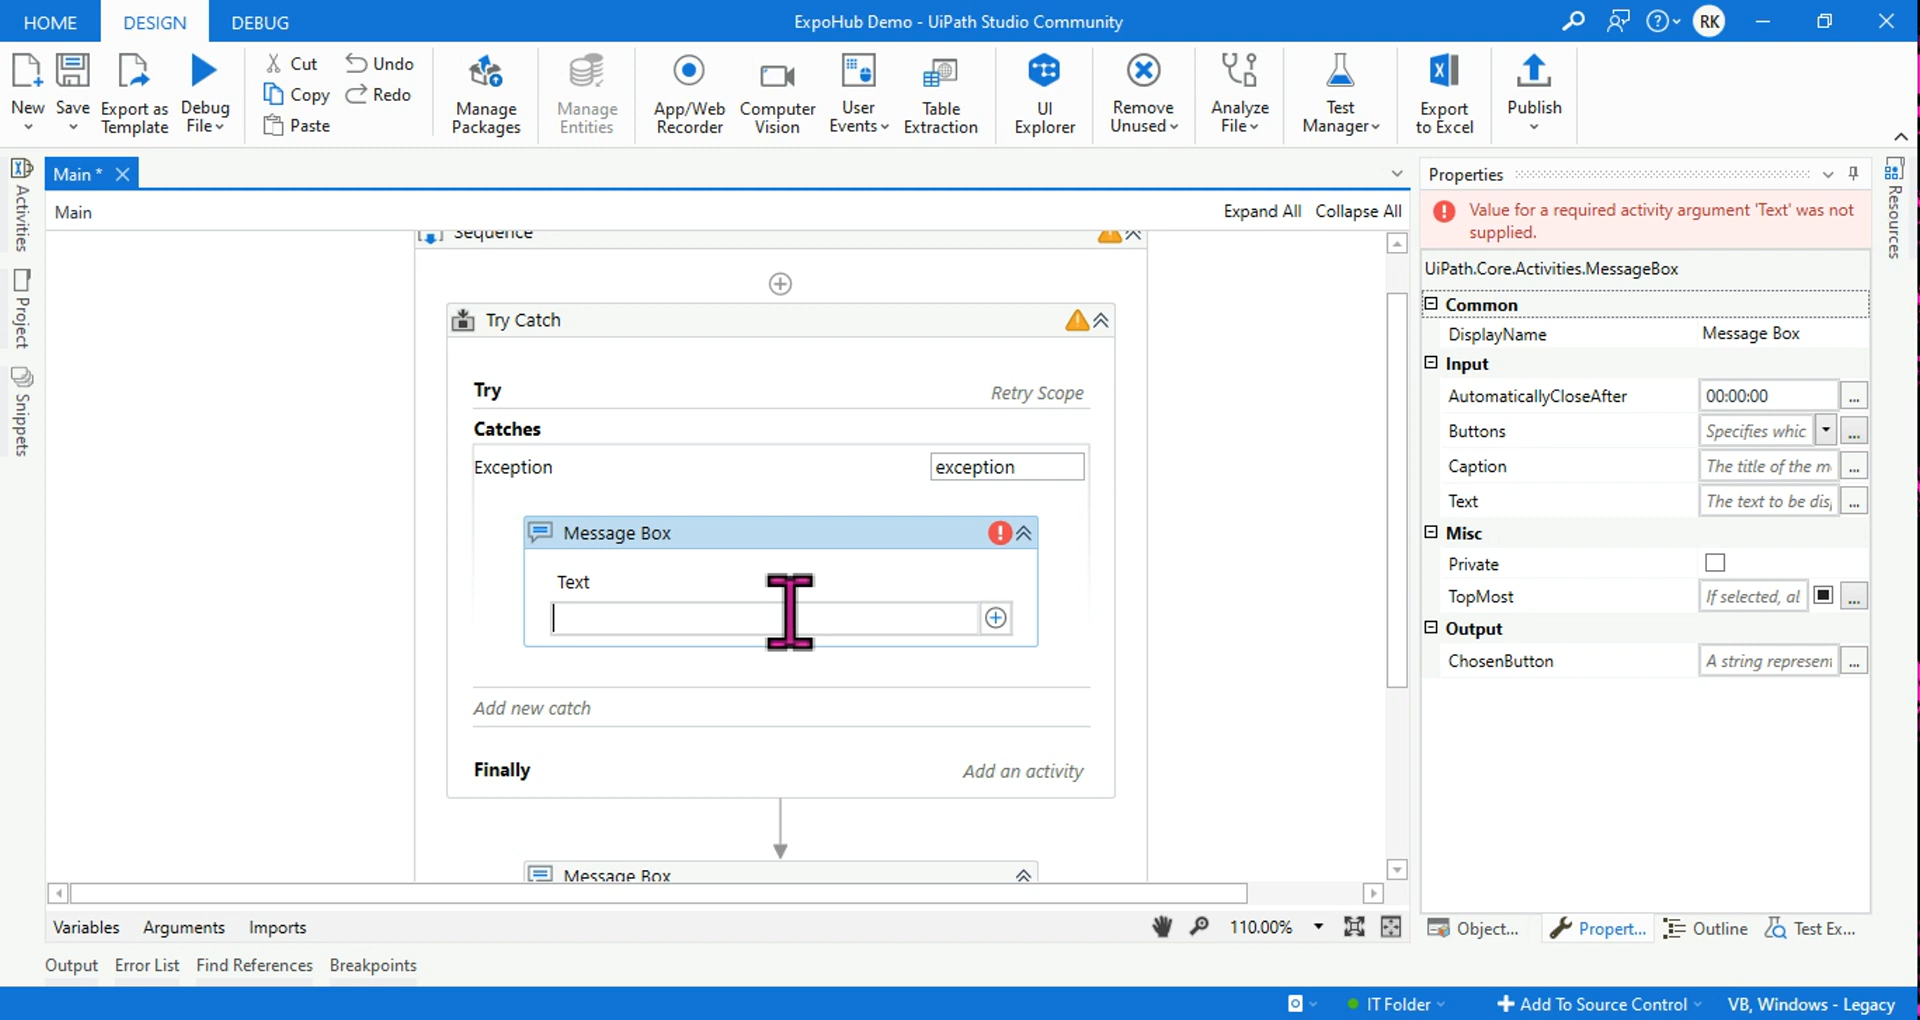 HOME
DESIGN
DEBUG
ExpoHub Demo - UiPath Studio Community
RK
New
Save
Export as
Template
Debug
File
Cut
Copy
Paste
Undo
Redo
Manage
Packages
Manage
Entities
App/Web
Recorder
Computer
Vision
User
Events
Table
Extraction
UI
Explorer
Remove
Unused
Analyze
File
Test
Manager
Export
to Excel
Publish
Activities
Project
Snippets
Main *
Main
Expand All
Collapse All
Sequence
Try Catch
Try
Retry Scope
Catches
Exception
exception
Message Box
Text
Add new catch
Finally
Add an activity
Message Box
Properties
Value for a required activity argument 'Text' was not
supplied.
UiPath.Core.Activities.MessageBox
Common
DisplayName
Message Box
Input
AutomaticallyCloseAfter
00:00:00
...
Buttons
Specifies whic
...
Caption
The title of the m
...
Text
The text to be dis
...
Misc
Private
TopMost
If selected, al
...
Output
ChosenButton
A string represent
...
Resources
Variables
Arguments
Imports
110.00%
Object...
Propert...
Outline
Test Ex...
Output
Error List
Find References
Breakpoints
IT Folder
Add To Source Control
VB, Windows - Legacy